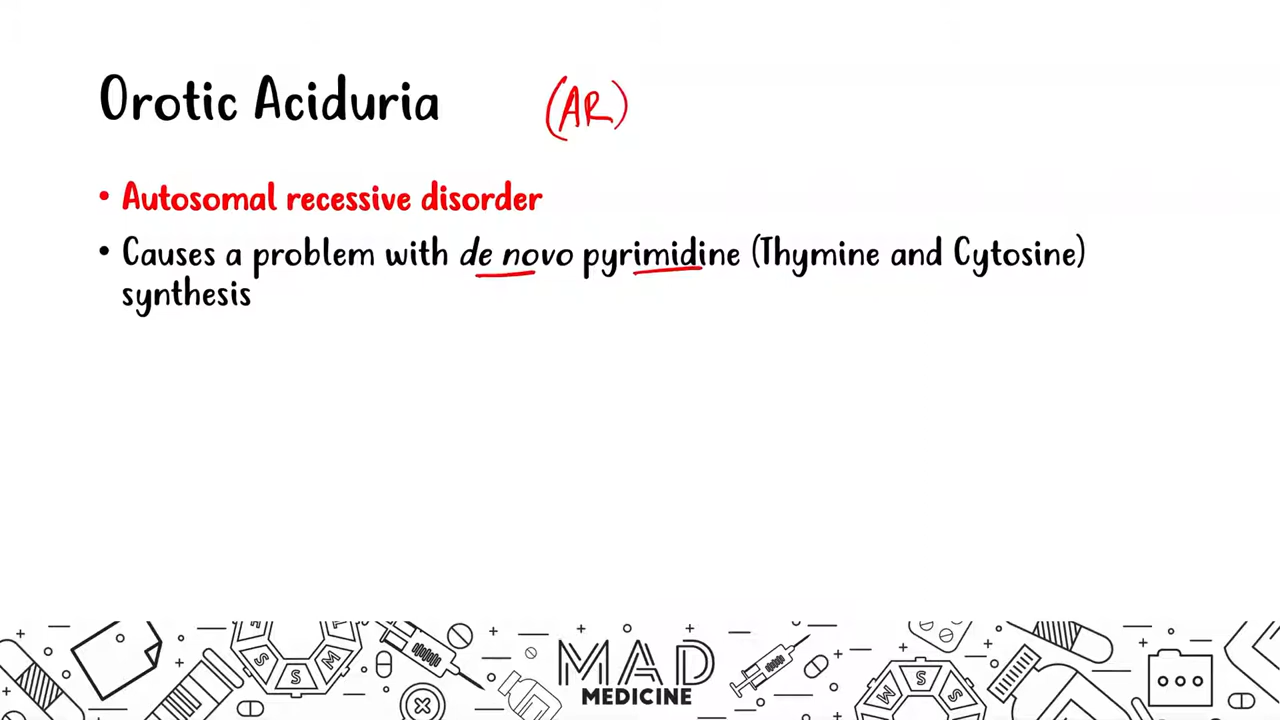 Orotic Aciduria (AR)
• Autosomal recessive disorder
• Causes a problem with de novo pyrimidine (Thymine and Cytosine)
synthesis
S S M
M S S
MAD
MEDICINE